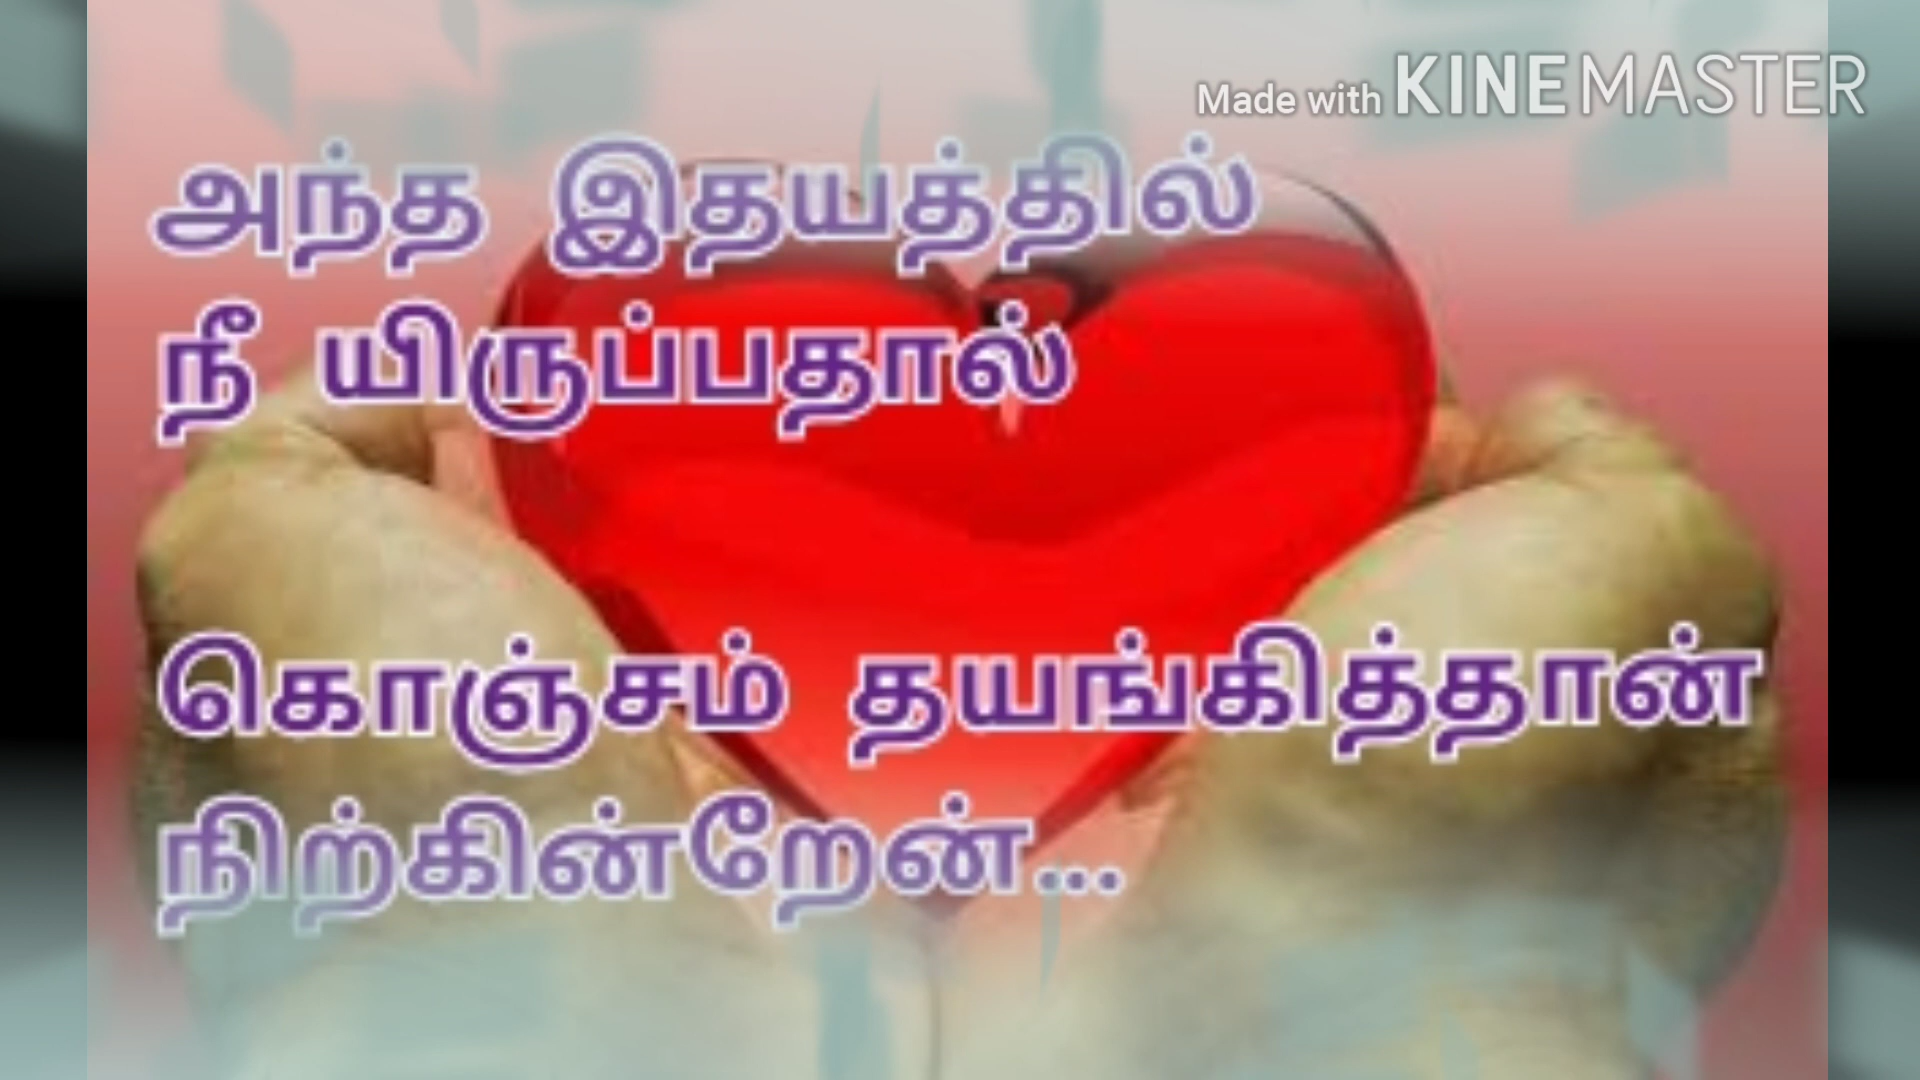 Made with KINEMASTER
அந்த இதயத்தில்
நீ யிருப்பதால்
கொஞ்சம் தயங்கித்தான்
நிற்கின்றேன்...